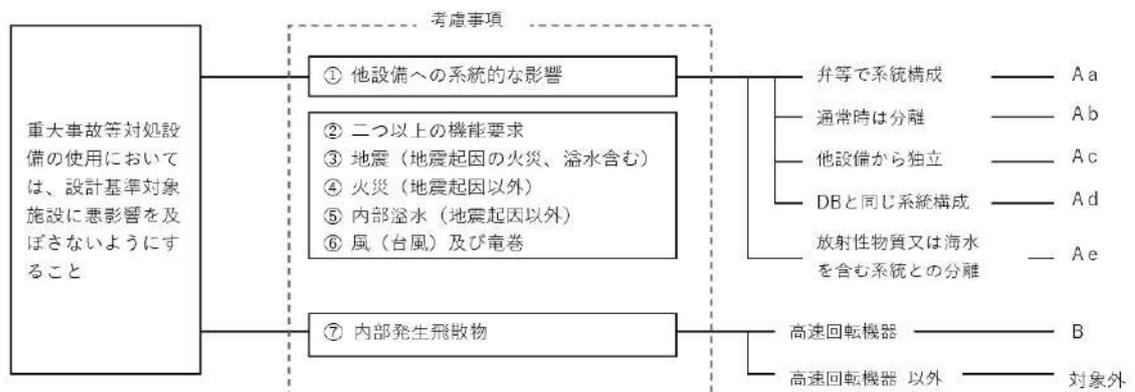 考慮事項
重大事故等対処設
備の使用において
は、設計基準対象
施設に悪影響を及
ぼさないようにす
ること
① 他設備への系統的な影響
② 二つ以上の機能要求
③ 地震（地震起因の火災、溢水含む）
④ 火災（地震起因以外）
⑤ 内部溢水（地震起因以外）
⑥ 風（台風）及び竜巻
⑦ 内部発生飛散物
弁等で系統構成 Aa
通常時は分離 Ab
他設備から独立 Ac
DBと同じ系統構成 Ad
放射性物質又は海水
を含む系統との分離 Ae
高速回転機器 B
高速回転機器 以外 対象外